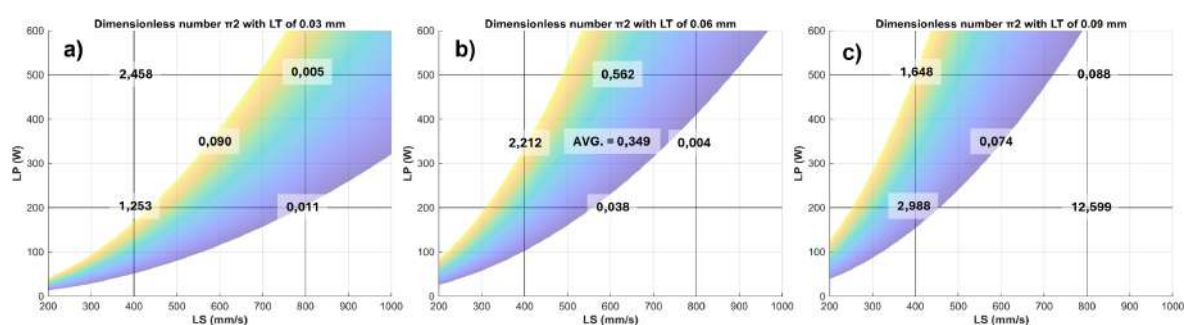 Dimensionless number π2 with LT of 0.03 mm
a)
LP (W)
600
500
400
300
200
100
0
2,458
0,005
0,090
1,253
0,011
200 300 400 500 600 700 800 900 1000
LS (mm/s)
Dimensionless number π2 with LT of 0.06 mm
b)
LP (W)
600
500
400
300
200
100
0
0,562
2,212
AVG. = 0,349
0,004
0,038
200 300 400 500 600 700 800 900 1000
LS (mm/s)
Dimensionless number π2 with LT of 0.09 mm
c)
LP (W)
600
500
400
300
200
100
0
1,648
0,088
0,074
2,988
12,599
200 300 400 500 600 700 800 900 1000
LS (mm/s)